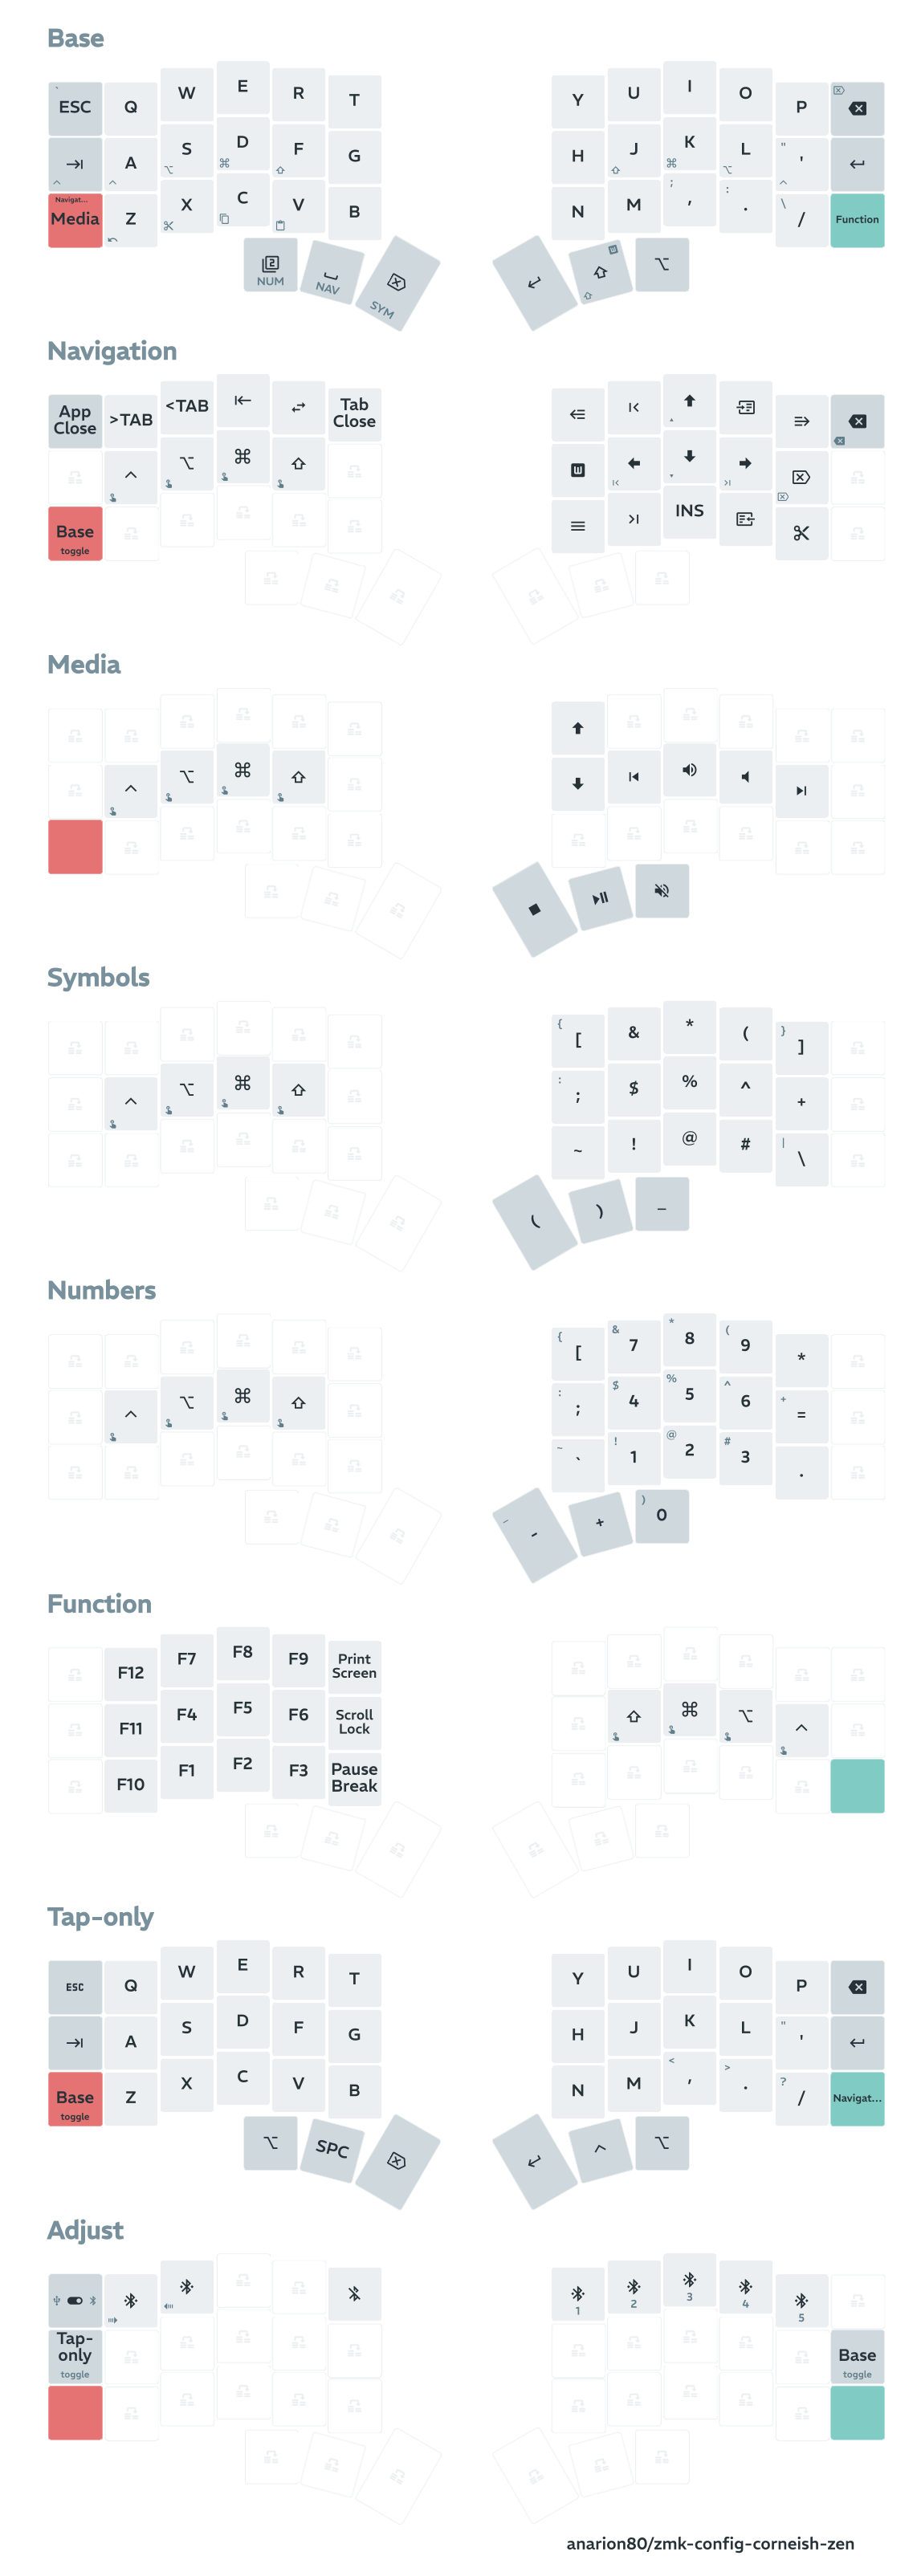 Base
` ESC Q W E R T Y U I O P
A S D F G H J K L " '
Navigat... Media Z X C V B N M ; , : . \ / Function
NUM NAV SYM
Navigation
App Close >TAB <TAB Tab Close
INS
Base toggle
Media
Symbols
{ [ & * ( } ]
: ; $ % ^ +
~ ! @ # | \
( ) _
Numbers
{ [ & 7 * 8 ( 9 *
: ; $ 4 % 5 ^ 6 + =
~ ` ! 1 @ 2 # 3 .
_ - + ) 0
Function
F12 F7 F8 F9 Print Screen
F11 F4 F5 F6 Scroll Lock
F10 F1 F2 F3 Pause Break
Tap-only
ESC Q W E R T Y U I O P
A S D F G H J K L " '
Base toggle Z X C V B N M < , > . ? / Navigat...
SPC
Adjust
1 2 3 4 5
Tap-only toggle Base toggle
anarion80/zmk-config-corneish-zen